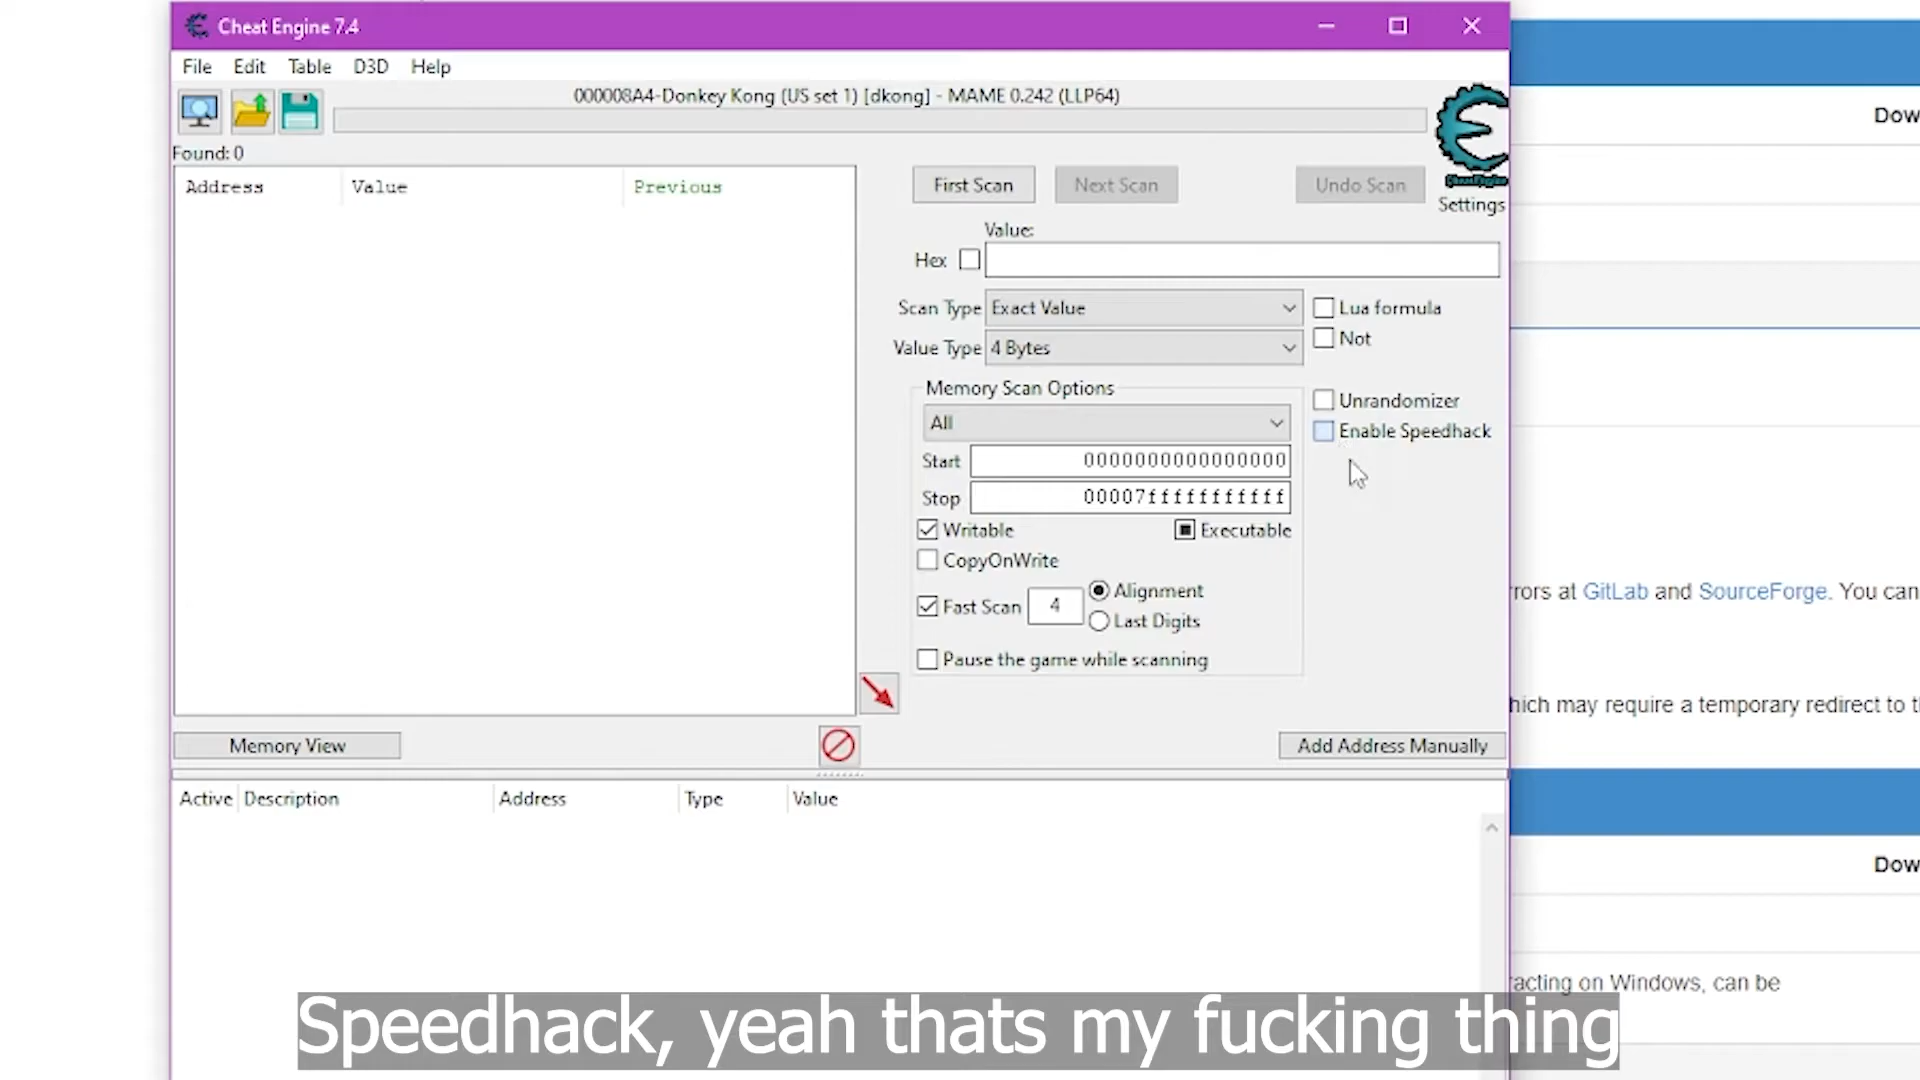 Cheat Engine 7.4
File Edit Table D3D Help
000008A4-Donkey Kong (US set 1) [dkong] - MAME 0.242 (LLP64)
Dow
Found: 0
Address Value Previous
First Scan Next Scan Undo Scan
Cheat Engine
Settings
Value:
Hex
Scan Type Exact Value Lua formula
Value Type 4 Bytes Not
Memory Scan Options
All
Unrandomizer
Enable Speedhack
Start 0000000000000000
Stop 00007fffffffffff
Writable Executable
CopyOnWrite
Fast Scan 4 Alignment
Last Digits
Pause the game while scanning
rrors at GitLab and SourceForge. You can
hich may require a temporary redirect to t
Memory View Add Address Manually
Active Description Address Type Value
Dow
racting on Windows, can be
Speedhack, yeah thats my fucking thing